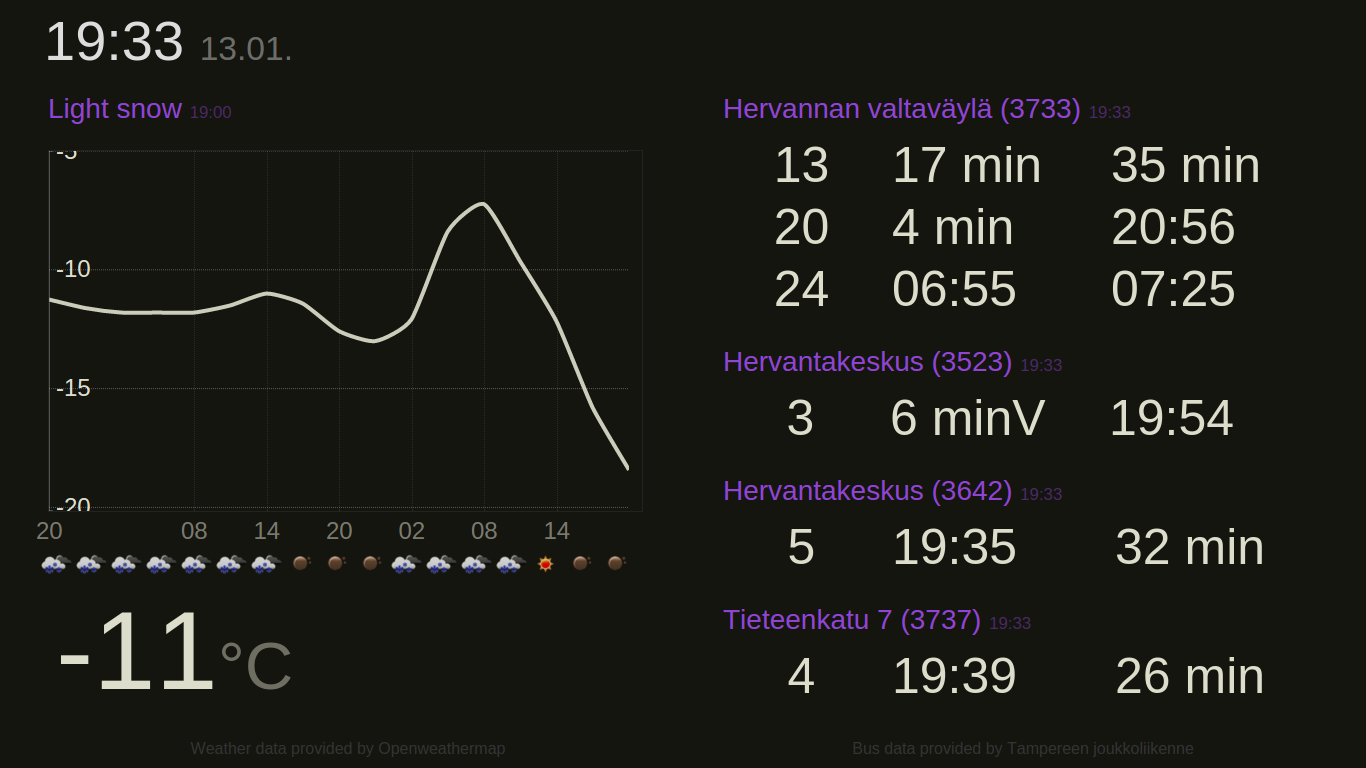 19:33 13.01.
Light snow 19:00
-5
-10
-15
-20
20 08 14 20 02 08 14
-11°C
Weather data provided by Openweathermap
Hervannan valtaväylä (3733) 19:33
13 17 min 35 min
20 4 min 20:56
24 06:55 07:25
Hervantakeskus (3523) 19:33
3 6 minV 19:54
Hervantakeskus (3642) 19:33
5 19:35 32 min
Tieteenkatu 7 (3737) 19:33
4 19:39 26 min
Bus data provided by Tampereen joukkoliikenne